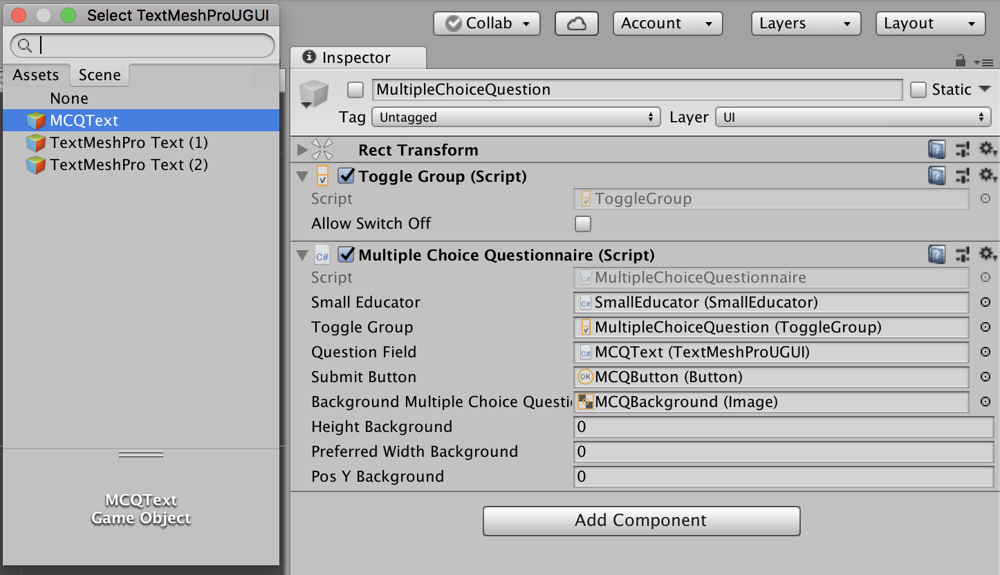 Select TextMeshProUGUI
Assets Scene
None
MCQText
TextMeshPro Text (1)
TextMeshPro Text (2)
MCQText
Game Object
Collab Account Layers Layout
Inspector
MultipleChoiceQuestion Static
Tag Untagged Layer UI
Rect Transform
Toggle Group (Script)
Script ToggleGroup
Allow Switch Off
C# Multiple Choice Questionnaire (Script)
Script C# MultipleChoiceQuestionnaire
Small Educator C# SmallEducator (SmallEducator)
Toggle Group MultipleChoiceQuestion (ToggleGroup)
Question Field C# MCQText (TextMeshProUGUI)
Submit Button OK MCQButton (Button)
Background Multiple Choice Questi MCQBackground (Image)
Height Background 0
Preferred Width Background 0
Pos Y Background 0
Add Component